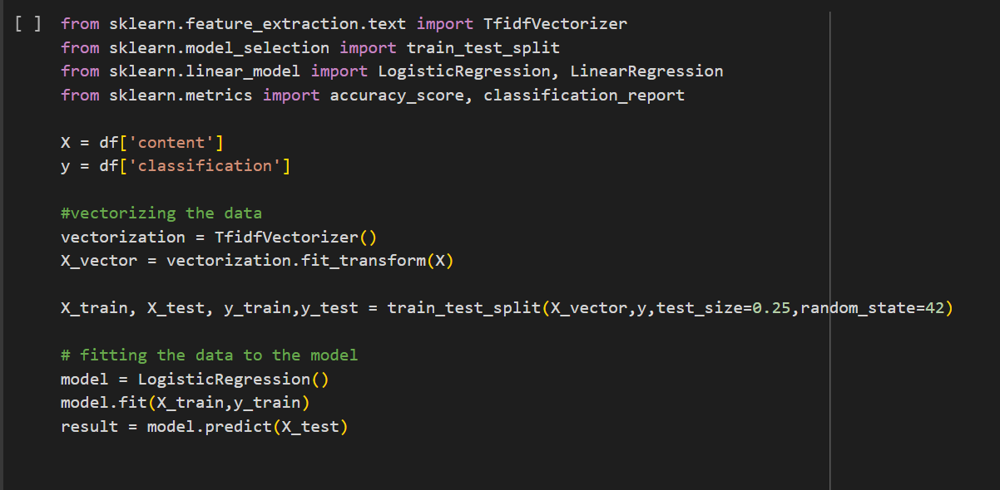 [ ] from sklearn.feature_extraction.text import TfidfVectorizer
from sklearn.model_selection import train_test_split
from sklearn.linear_model import LogisticRegression, LinearRegression
from sklearn.metrics import accuracy_score, classification_report
X = df['content']
y = df['classification']
#vectorizing the data
vectorization = TfidfVectorizer()
X_vector = vectorization.fit_transform(X)
X_train, X_test, y_train,y_test = train_test_split(X_vector,y,test_size=0.25,random_state=42)
# fitting the data to the model
model = LogisticRegression()
model.fit(X_train,y_train)
result = model.predict(X_test)